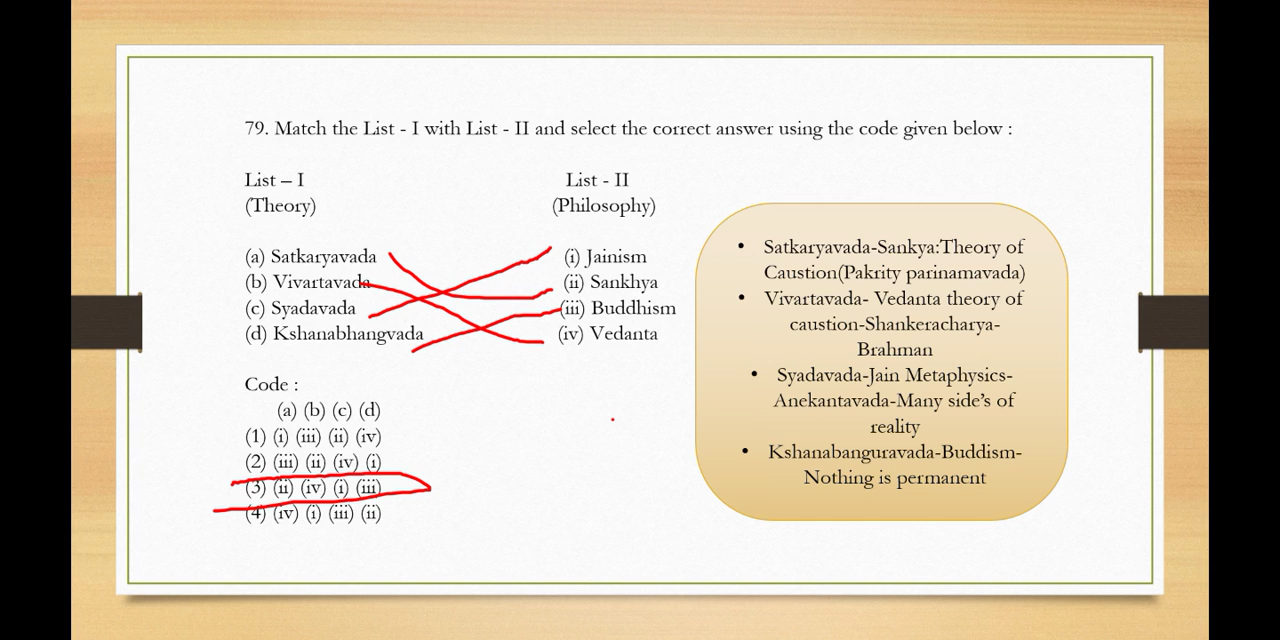 79. Match the List - I with List - II and select the correct answer using the code given below :
List – I List - II
(Theory) (Philosophy)
(a) Satkaryavada (i) Jainism
(b) Vivartavada (ii) Sankhya
(c) Syadavada (iii) Buddhism
(d) Kshanabhangvada (iv) Vedanta
Code :
(a) (b) (c) (d)
(1) (i) (iii) (ii) (iv)
(2) (iii) (ii) (iv) (i)
(3) (ii) (iv) (i) (iii)
(4) (iv) (i) (iii) (ii)
• Satkaryavada-Sankya:Theory of
Caustion(Pakrity parinamavada)
• Vivartavada- Vedanta theory of
caustion-Shankeracharya-
Brahman
• Syadavada-Jain Metaphysics-
Anekantavada-Many side’s of
reality
• Kshanabanguravada-Buddism-
Nothing is permanent